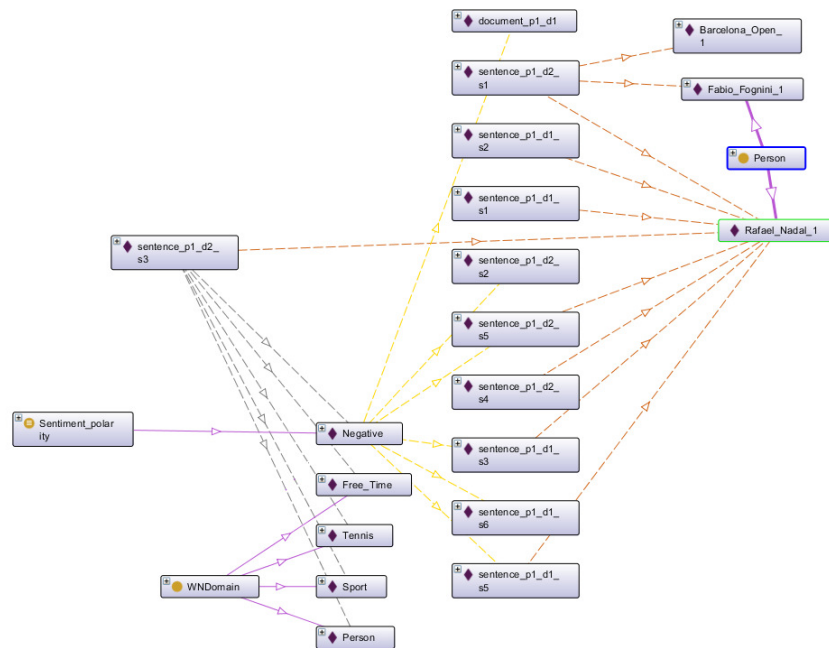 document_p1_d1
Barcelona_Open_
1
sentence_p1_d2_
s1
Fabio_Fognini_1
sentence_p1_d1_
s2
Person
sentence_p1_d1_
s1
Rafael_Nadal_1
sentence_p1_d2_
s3
sentence_p1_d2_
s2
sentence_p1_d2_
s5
sentence_p1_d2_
s4
Sentiment_polar
ity
Negative
sentence_p1_d1_
s3
Free_Time
sentence_p1_d1_
s6
Tennis
WNDomain
Sport
sentence_p1_d1_
s5
Person